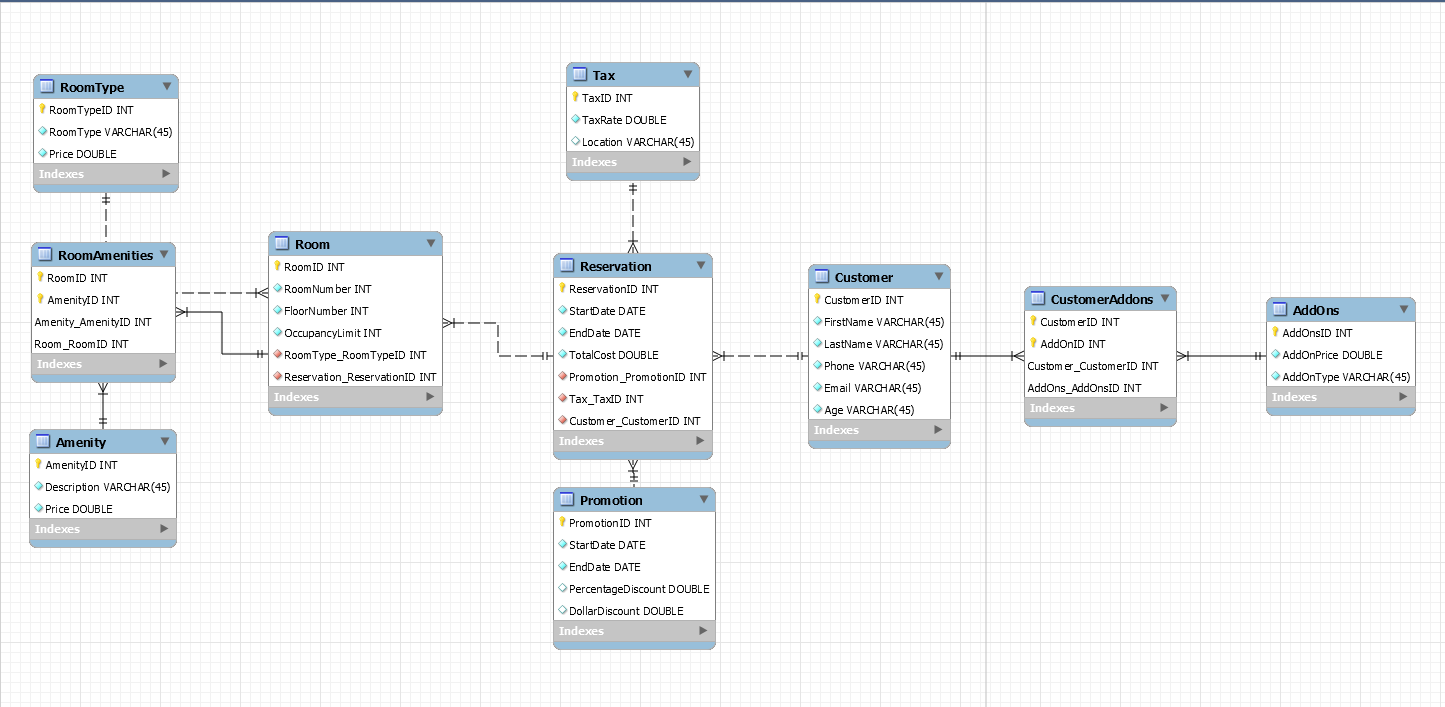 RoomType
RoomTypeID INT
RoomType VARCHAR(45)
Price DOUBLE
Indexes
RoomAmenities
RoomID INT
AmenityID INT
Amenity_AmenityID INT
Room_RoomID INT
Indexes
Amenity
AmenityID INT
Description VARCHAR(45)
Price DOUBLE
Indexes
Room
RoomID INT
RoomNumber INT
FloorNumber INT
OccupancyLimit INT
RoomType_RoomTypeID INT
Reservation_ReservationID INT
Indexes
Tax
TaxID INT
TaxRate DOUBLE
Location VARCHAR(45)
Indexes
Reservation
ReservationID INT
StartDate DATE
EndDate DATE
TotalCost DOUBLE
Promotion_PromotionID INT
Tax_TaxID INT
Customer_CustomerID INT
Indexes
Promotion
PromotionID INT
StartDate DATE
EndDate DATE
PercentageDiscount DOUBLE
DollarDiscount DOUBLE
Indexes
Customer
CustomerID INT
FirstName VARCHAR(45)
LastName VARCHAR(45)
Phone VARCHAR(45)
Email VARCHAR(45)
Age VARCHAR(45)
Indexes
CustomerAddons
CustomerID INT
AddOnID INT
Customer_CustomerID INT
AddOns_AddOnsID INT
Indexes
AddOns
AddOnsID INT
AddOnPrice DOUBLE
AddOnType VARCHAR(45)
Indexes